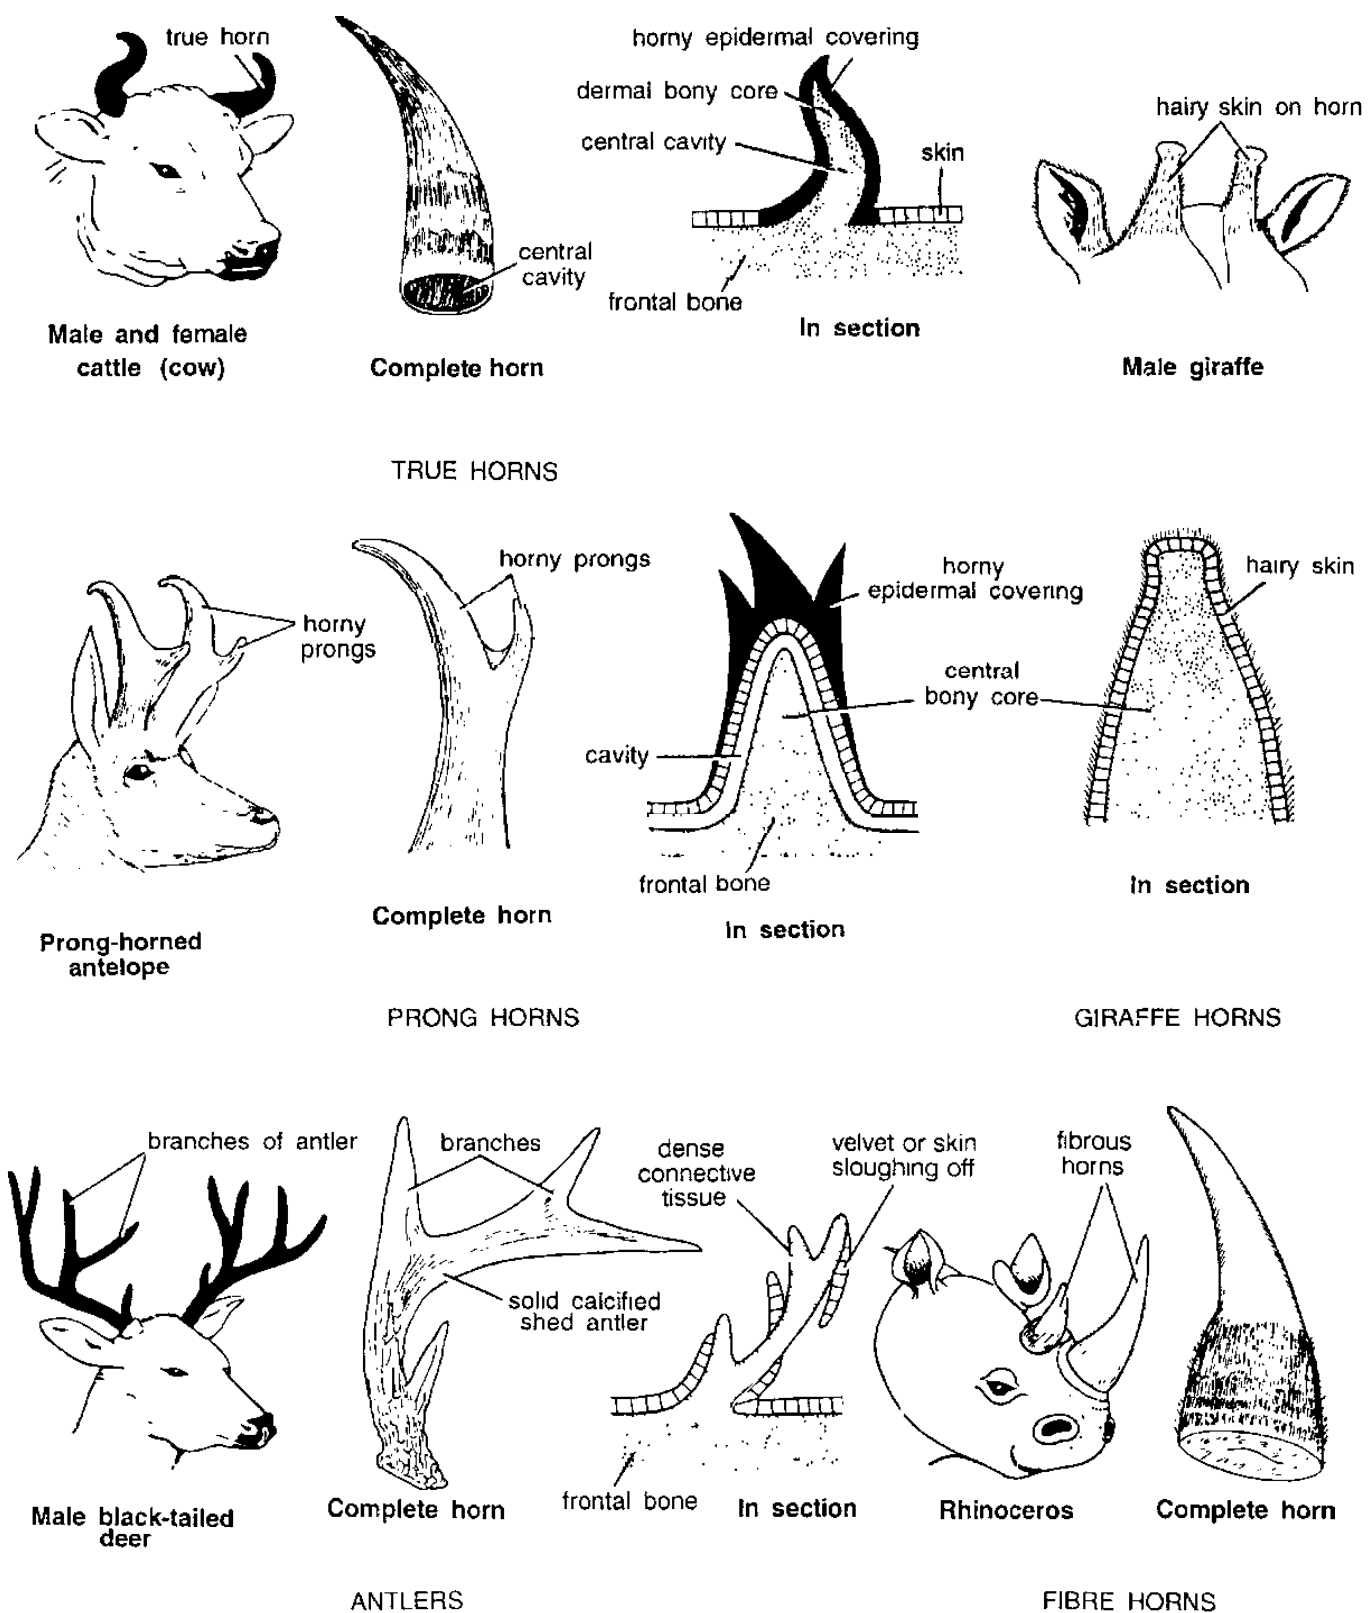 true horn
horny epidermal covering
dermal bony core
central cavity
skin
hairy skin on horn
central
cavity
frontal bone
In section
Male and female
cattle (cow)
Complete horn
Male giraffe
TRUE HORNS
horny prongs
horny
prongs
horny
epidermal covering
hairy skin
central
bony core
cavity
frontal bone
In section
In section
Complete horn
Prong-horned
antelope
PRONG HORNS
GIRAFFE HORNS
branches of antler
branches
dense
connective
tissue
velvet or skin
sloughing off
fibrous
horns
solid calcified
shed antler
frontal bone
Male black-tailed
deer
Complete horn
In section
Rhinoceros
Complete horn
ANTLERS
FIBRE HORNS